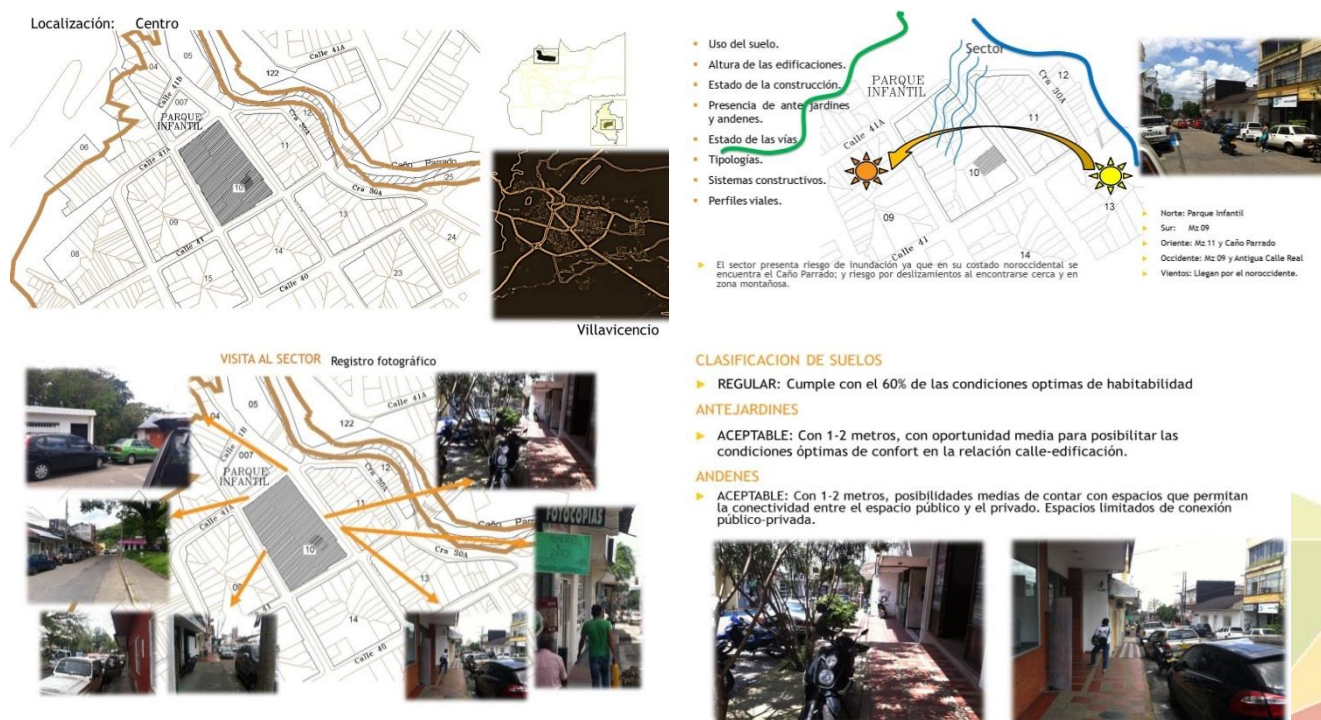 Localización: Centro
04
05
Calle 41A
Calle 41B
122
007
PARQUE
INFANTIL
12
Cra 30A
06
11
Calle 41A
Caño Parrado
25
10
Cra 30A
09
13
08
Calle 41
14
24
15
Calle 40
23
Villavicencio
Uso del suelo.
Altura de las edificaciones.
Estado de la construcción.
Presencia de ante jardines
y andenes.
Estado de las vías
Tipologías.
Sistemas constructivos.
Perfiles viales.
Sector
PARQUE
INFANTIL
Cra 30A
12
11
Calle 41A
10
13
09
Calle 41
14
TOYOTA
Norte: Parque Infantil
Sur: Mz 09
Oriente: Mz 11 y Caño Parrado
Occidente: Mz 09 y Antigua Calle Real
Vientos: Llegan por el noroccidente.
El sector presenta riesgo de inundación ya que en su costado noroccidental se
encuentra el Caño Parrado; y riesgo por deslizamientos al encontrarse cerca y en
zona montañosa.
VISITA AL SECTOR Registro fotográfico
04
05
Calle 41A
122
007
PARQUE
INFANTIL
12
11
Calle 41A
Caño
10
Cra 30A
13
14
Calle 40
FOTOCOPIAS
CLASIFICACION DE SUELOS
REGULAR: Cumple con el 60% de las condiciones optimas de habitabilidad
ANTEJARDINES
ACEPTABLE: Con 1-2 metros, con oportunidad media para posibilitar las
condiciones óptimas de confort en la relación calle-edificación.
ANDENES
ACEPTABLE: Con 1-2 metros, posibilidades medias de contar con espacios que permitan
la conectividad entre el espacio público y el privado. Espacios limitados de conexión
público-privada.